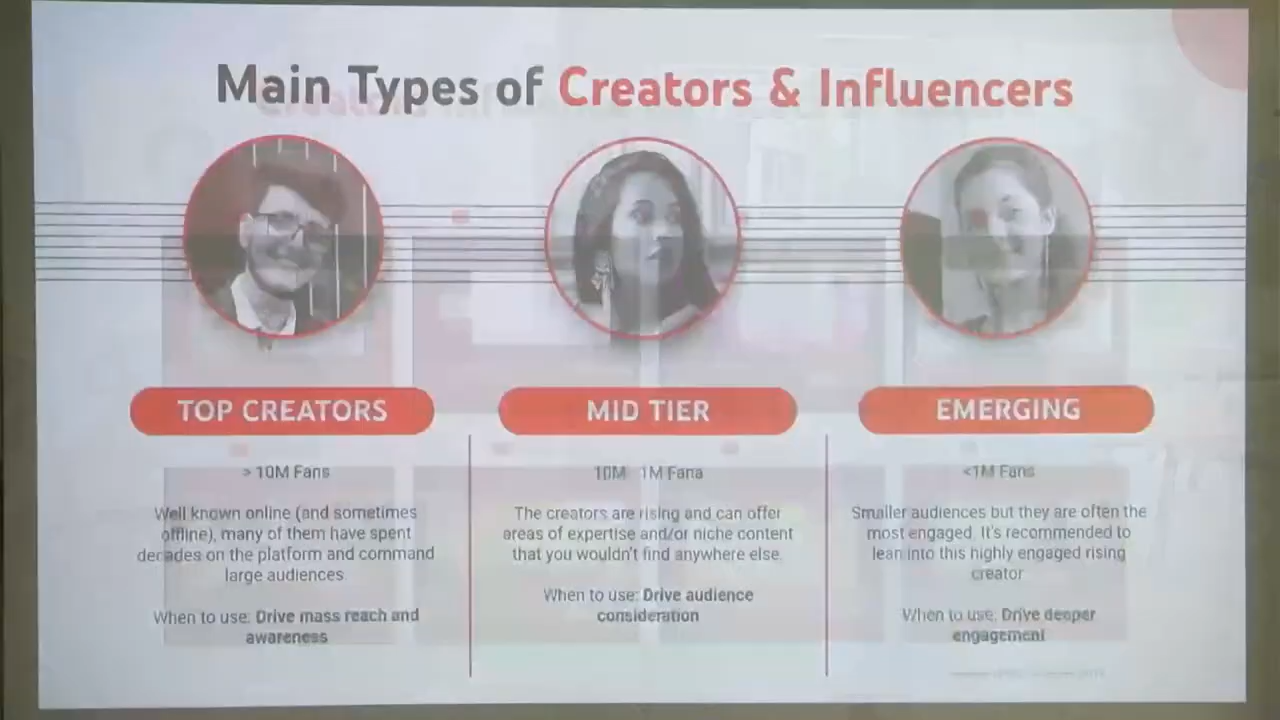 Main Types of Creators & Influencers
TOP CREATORS
> 10M Fans
Well known online (and sometimes
offline), many of them have spent
decades on the platform and command
large audiences.
When to use: Drive mass reach and
awareness
MID TIER
10M 1M Fana
The creators are rising and can offer
areas of expertise and/or niche content
that you wouldn't find anywhere else.
When to use: Drive audience
consideration
EMERGING
<1M Fans
Smaller audiences but they are often the
most engaged. It's recommended to
lean into this highly engaged rising
creator
When to use: Drive deeper
engagement